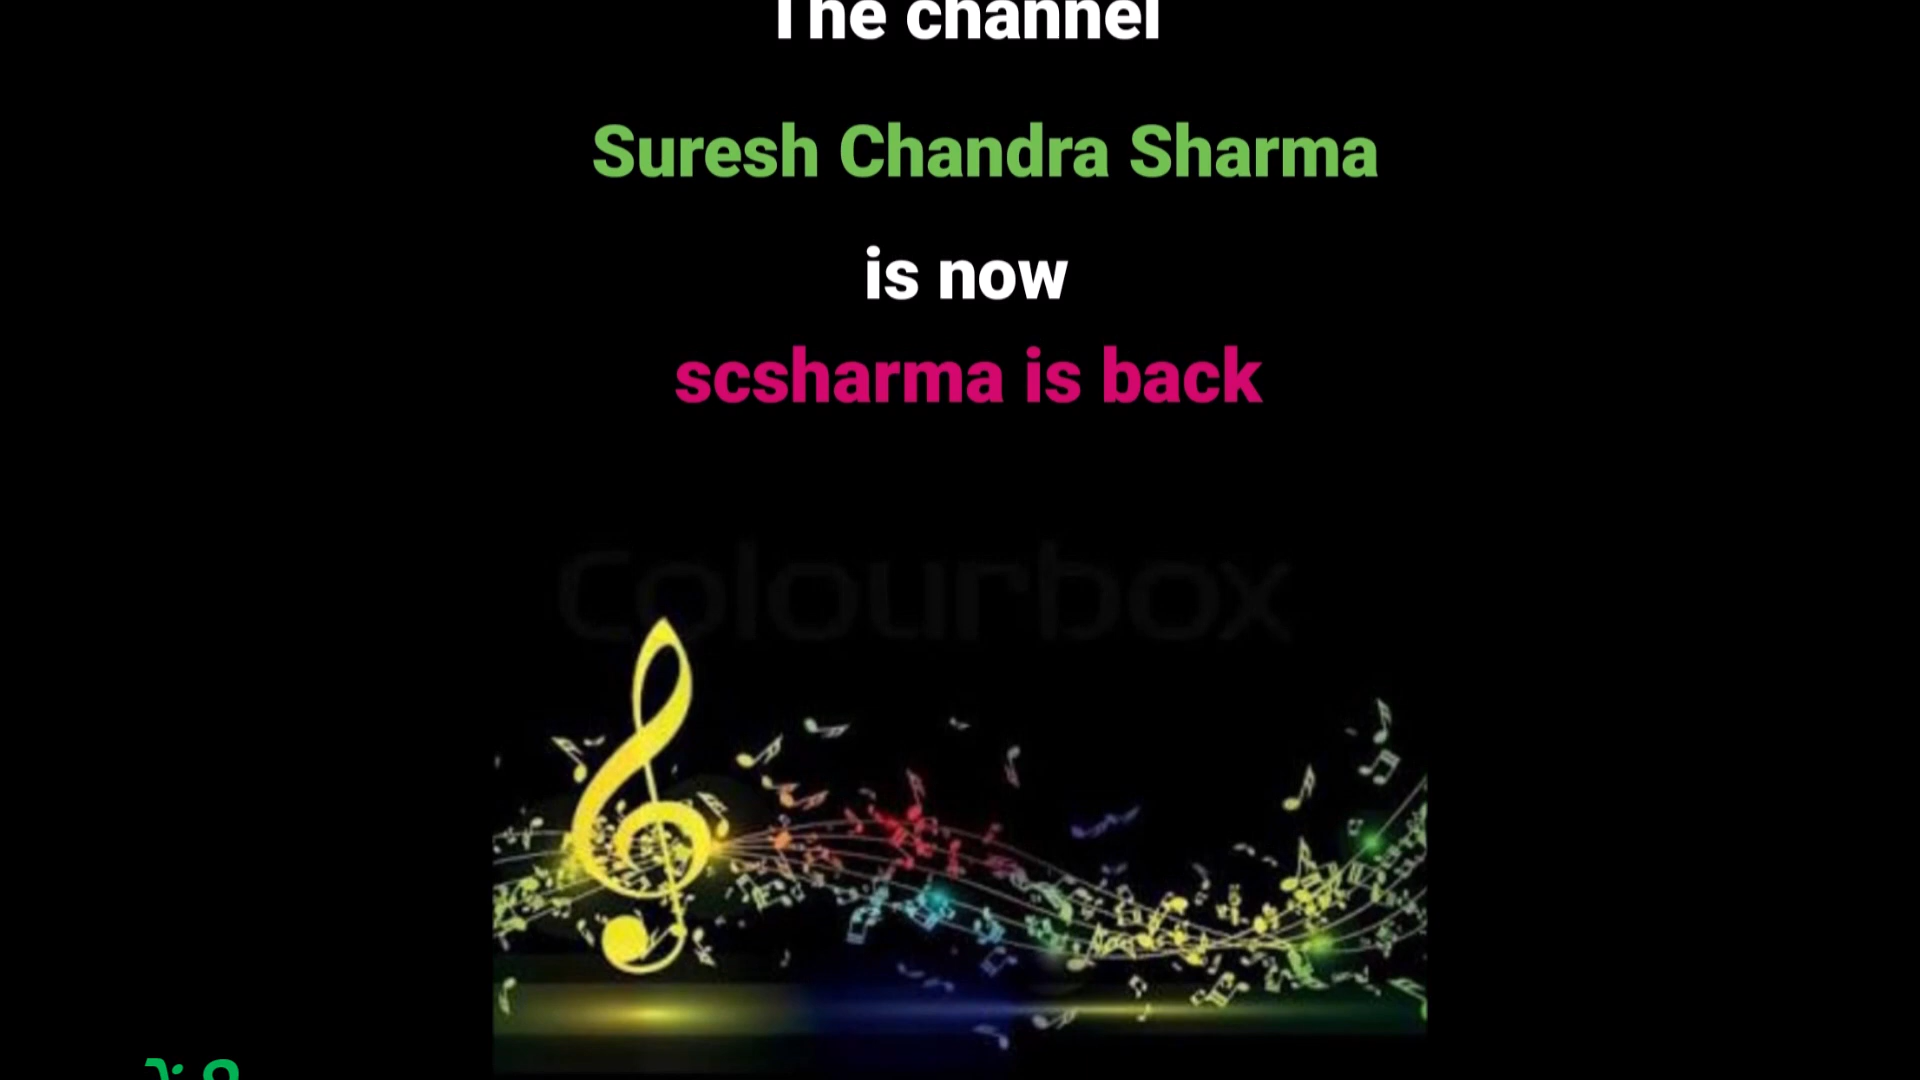 The channel
Suresh Chandra Sharma
is now
scsharma is back
Colourbox